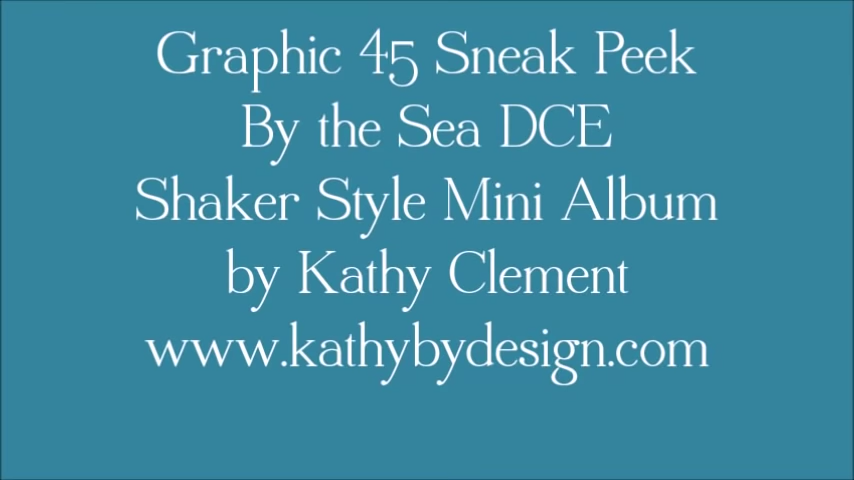 Graphic 45 Sneak Peek
By the Sea DCE
Shaker Style Mini Album
by Kathy Clement
www.kathybydesign.com